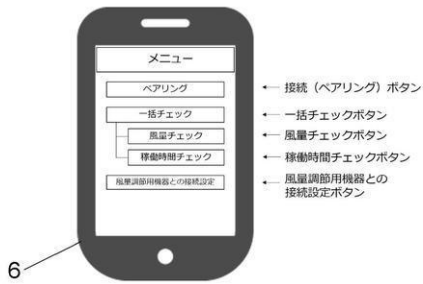 メニュー
ペアリング
一括チェック
風量チェック
稼働時間チェック
風量調節用機器との接続設定
接続（ペアリング）ボタン
一括チェックボタン
風量チェックボタン
稼働時間チェックボタン
風量調節用機器との
接続設定ボタン
6